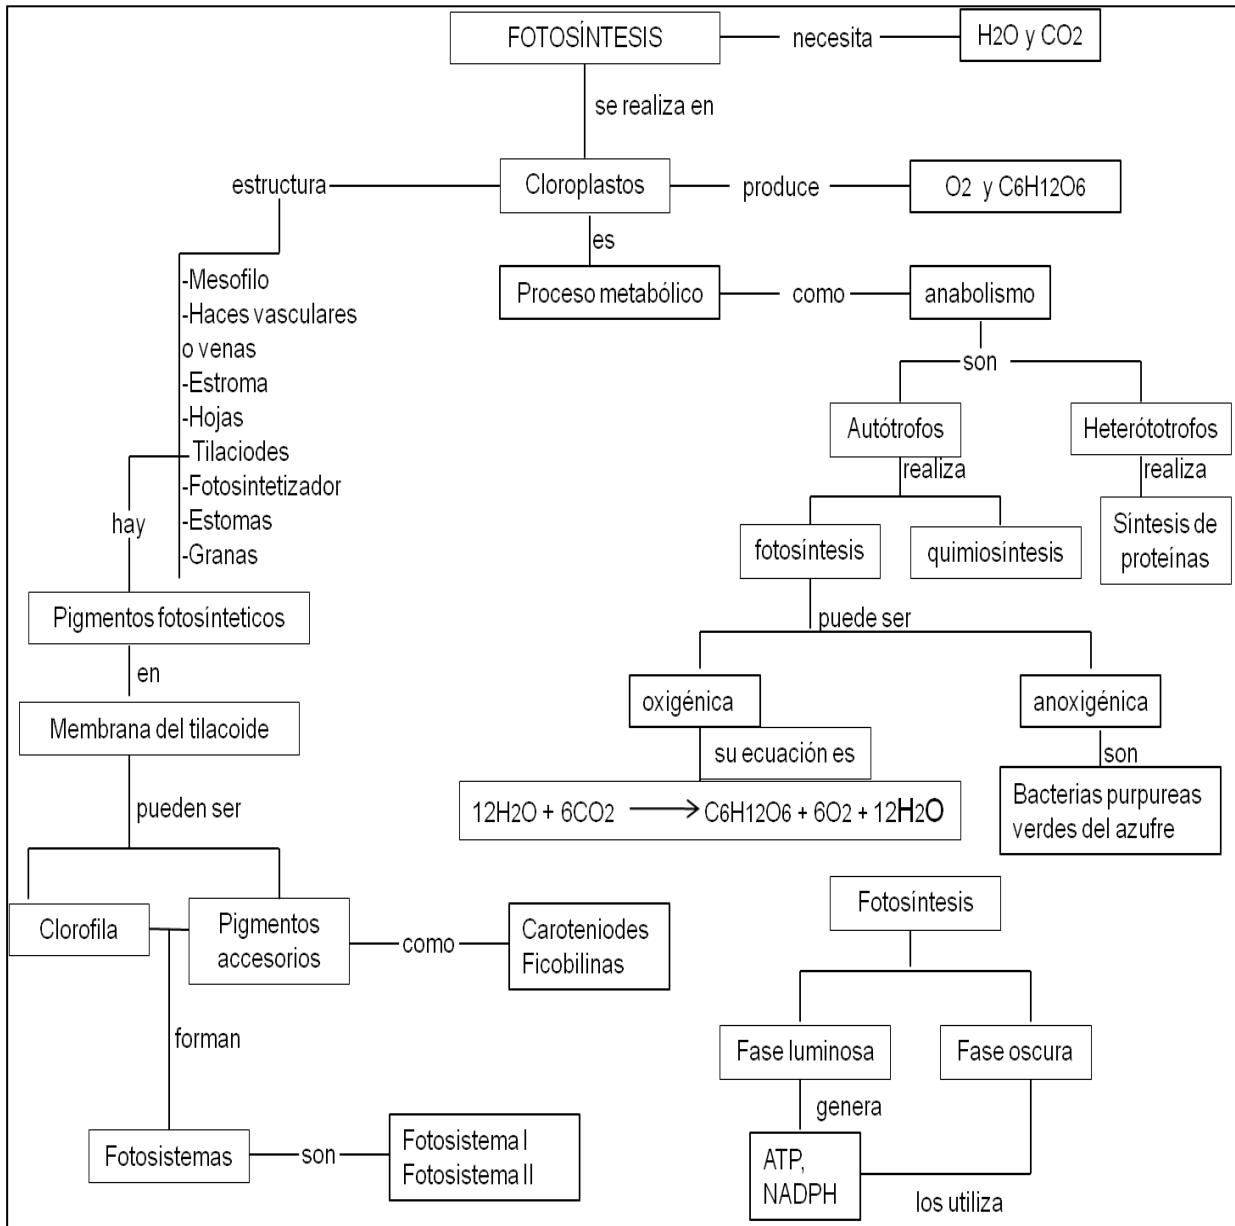 FOTOSÍNTESIS
necesita
H2O y CO2
se realiza en
estructura
Cloroplastos
produce
O2 y C6H12O6
es
Proceso metabólico
como
anabolismo
-Mesofilo
-Haces vasculares
o venas
-Estroma
-Hojas
Tilaciodes
-Fotosintetizador
-Estomas
-Granas
son
Autótrofos
Heterótotrofos
realiza
realiza
hay
fotosíntesis
quimiosíntesis
Síntesis de
proteínas
Pigmentos fotosínteticos
puede ser
en
oxigénica
anoxigénica
Membrana del tilacoide
su ecuación es
son
12H2O + 6CO2 → C6H12O6 + 6O2 + 12H2O
Bacterias purpureas
verdes del azufre
pueden ser
Clorofila
Pigmentos
accesorios
como
Caroteniodes
Ficobilinas
Fotosíntesis
forman
Fase luminosa
Fase oscura
genera
Fotosistemas
son
Fotosistema I
Fotosistema II
ATP,
NADPH
los utiliza